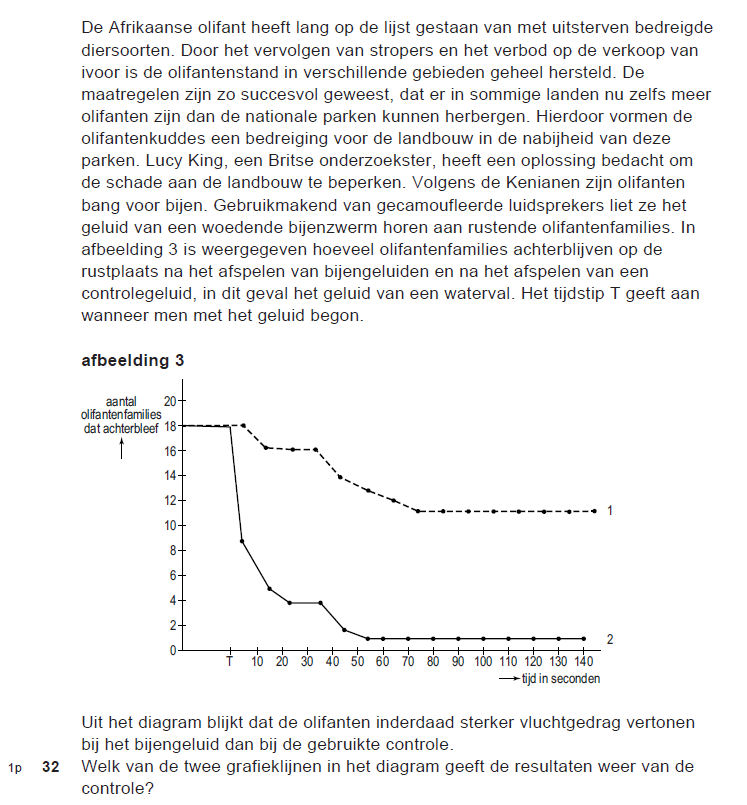 De Afrikaanse olifant heeft lang op de lijst gestaan van met uitsterven bedreigde
diersoorten. Door het vervolgen van stropers en het verbod op de verkoop van
ivoor is de olifantenstand in verschillende gebieden geheel hersteld. De
maatregelen zijn zo succesvol geweest, dat er in sommige landen nu zelfs meer
olifanten zijn dan de nationale parken kunnen herbergen. Hierdoor vormen de
olifantenkuddes een bedreiging voor de landbouw in de nabijheid van deze
parken. Lucy King, een Britse onderzoekster, heeft een oplossing bedacht om
de schade aan de landbouw te beperken. Volgens de Kenianen zijn olifanten
bang voor bijen. Gebruikmakend van gecamoufleerde luidsprekers liet ze het
geluid van een woedende bijenzwerm horen aan rustende olifantenfamilies. In
afbeelding 3 is weergegeven hoeveel olifantenfamilies achterblijven op de
rustplaats na het afspelen van bijengeluiden en na het afspelen van een
controlegeluid, in dit geval het geluid van een waterval. Het tijdstip T geeft aan
wanneer men met het geluid begon.
afbeelding 3
aantal
olifantenfamilies
dat achterbleef
20
18
16
14
12
10
8
6
4
2
0
1
2
T 10 20 30 40 50 60 70 80 90 100 110 120 130 140
tijd in seconden
Uit het diagram blijkt dat de olifanten inderdaad sterker vluchtgedrag vertonen
bij het bijengeluid dan bij de gebruikte controle.
1p 32 Welk van de twee grafieklijnen in het diagram geeft de resultaten weer van de
controle?